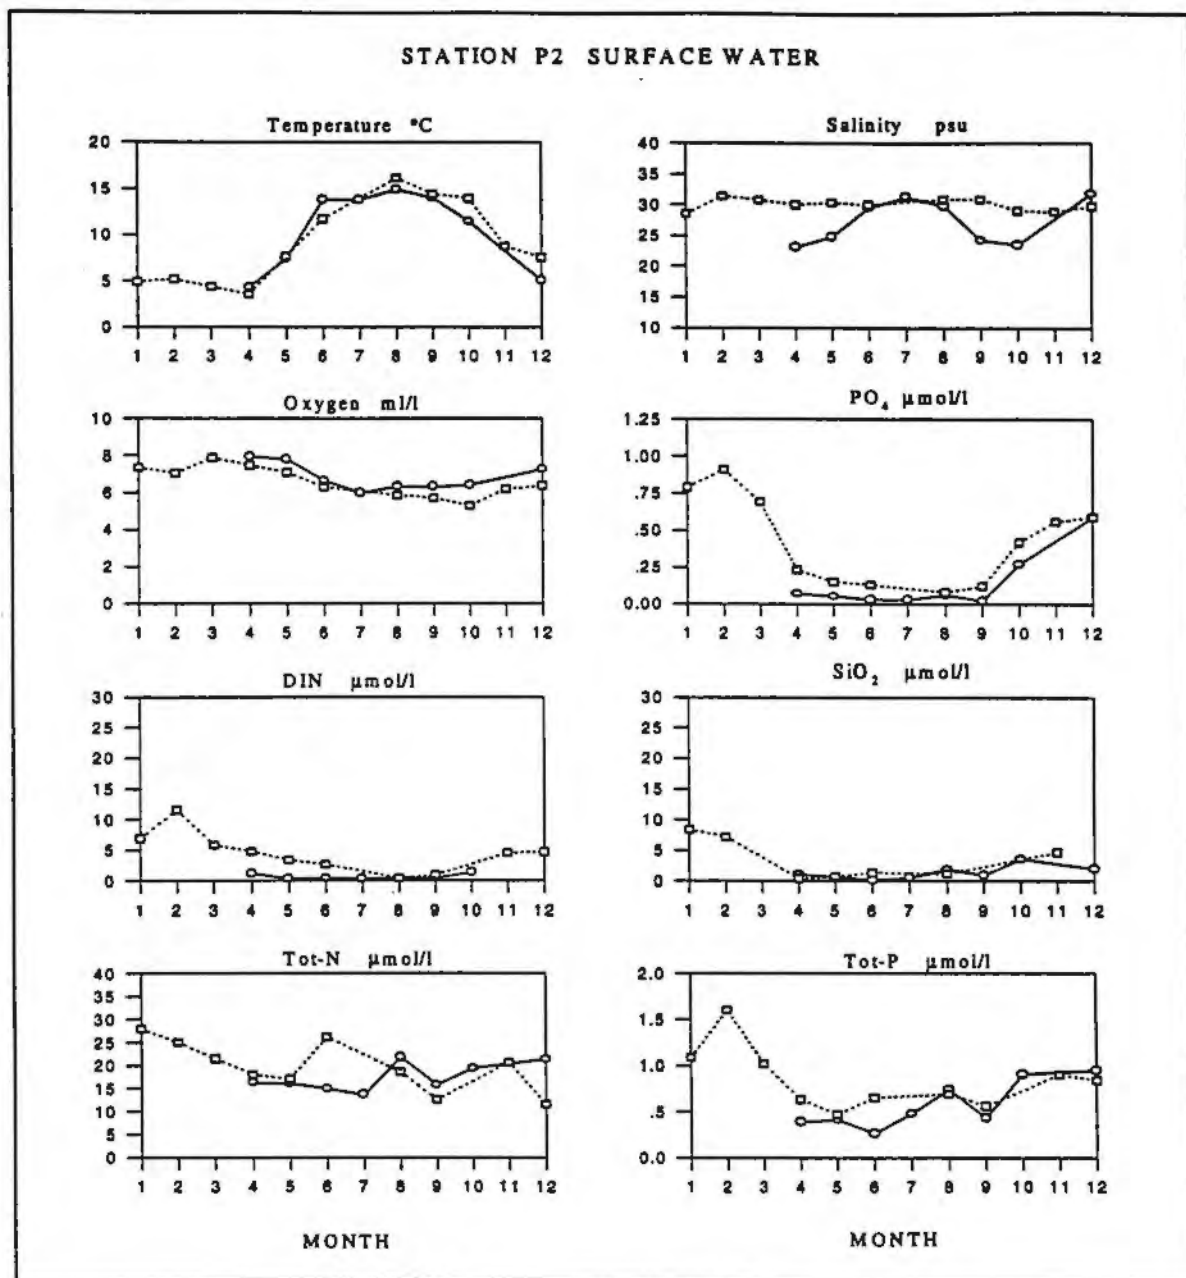 STATION P2 SURFACE WATER
Temperature °C
20
15
10
5
0
1 2 3 4 5 6 7 8 9 10 11 12
Salinity psu
40
35
30
25
20
15
10
1 2 3 4 5 6 7 8 9 10 11 12
Oxygen ml/l
10
8
6
4
2
0
1 2 3 4 5 6 7 8 9 10 11 12
PO₄ µmol/l
1.25
1.00
.75
.50
.25
0.00
1 2 3 4 5 6 7 8 9 10 11 12
DIN µmol/l
30
25
20
15
10
5
0
1 2 3 4 5 6 7 8 9 10 11 12
SiO₂ µmol/l
30
25
20
15
10
5
0
1 2 3 4 5 6 7 8 9 10 11 12
Tot-N µmol/l
40
35
30
25
20
15
10
5
0
1 2 3 4 5 6 7 8 9 10 11 12
MONTH
Tot-P µmol/l
2.0
1.5
1.0
.5
0.0
1 2 3 4 5 6 7 8 9 10 11 12
MONTH